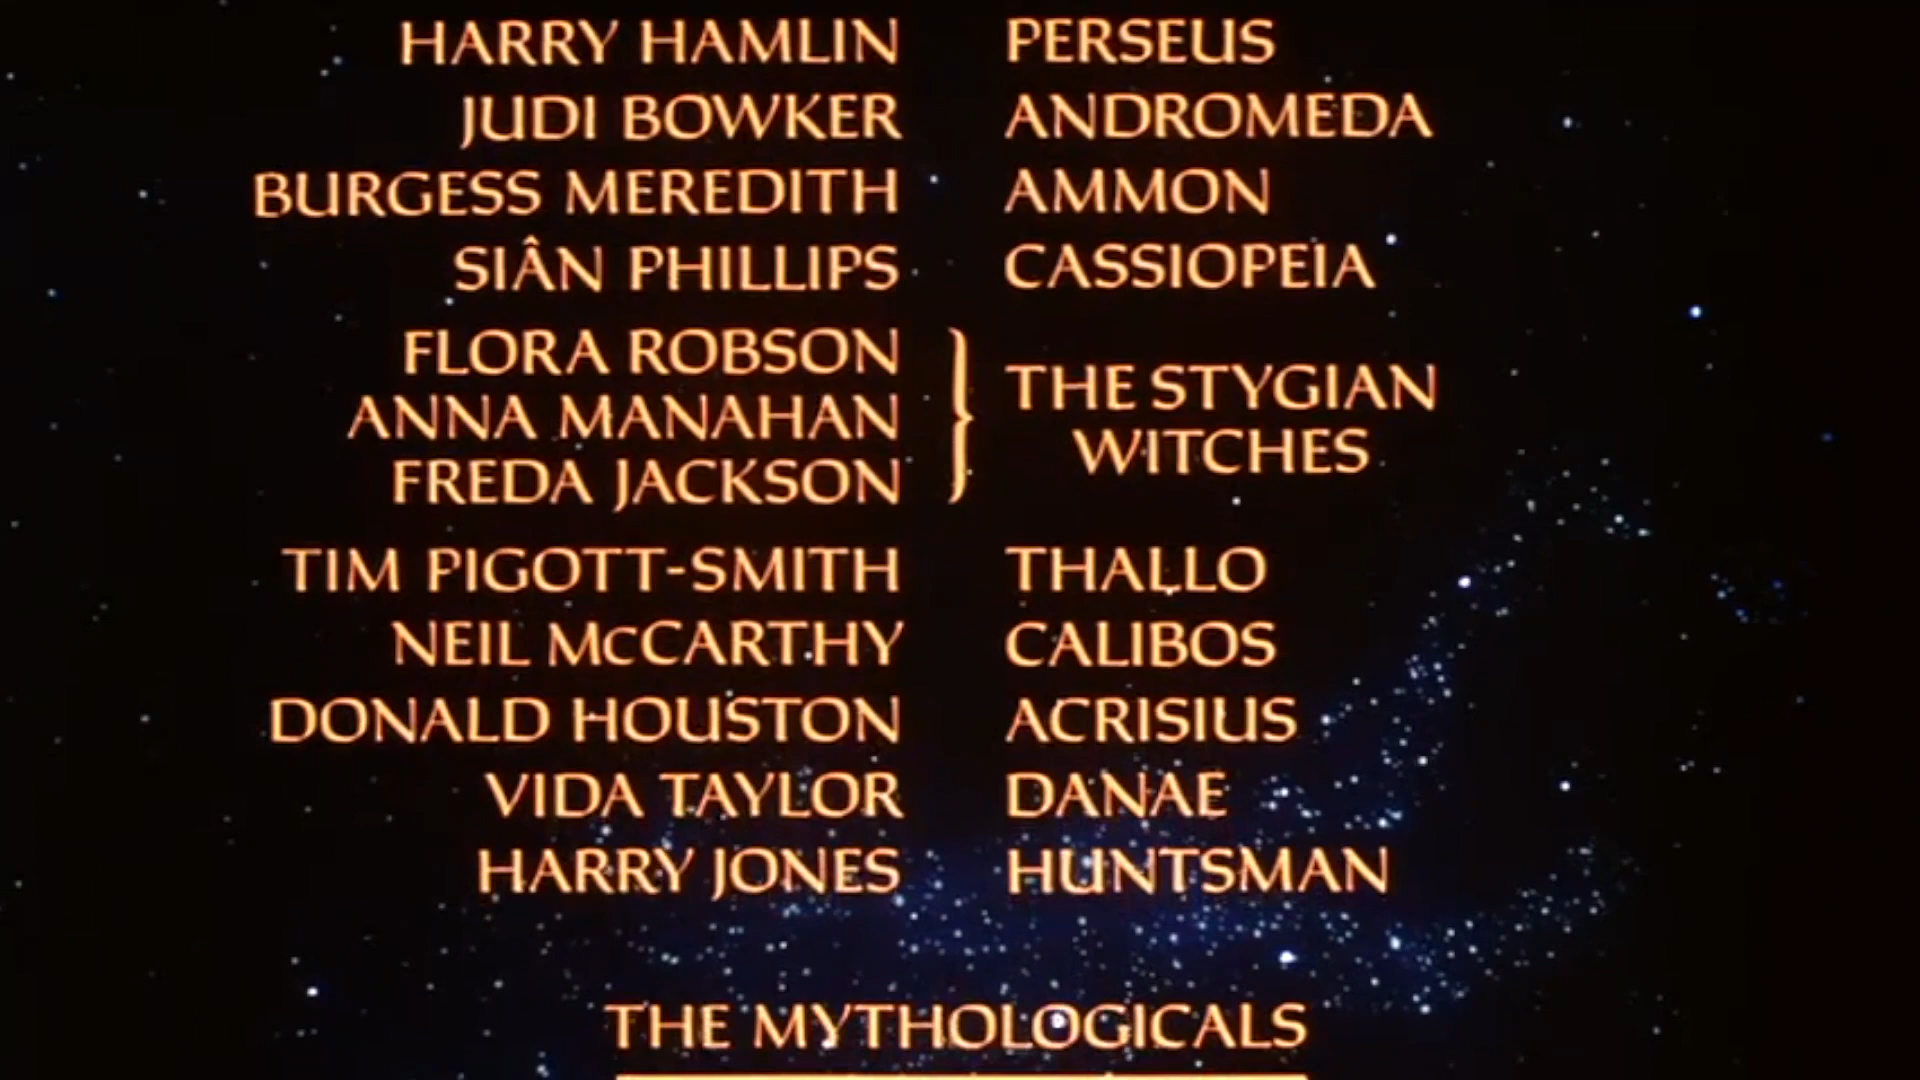 HARRY HAMLIN PERSEUS
JUDI BOWKER ANDROMEDA
BURGESS MEREDITH AMMON
SIÂN PHILLIPS CASSIOPEIA
FLORA ROBSON
ANNA MANAHAN
FREDA JACKSON
} THE STYGIAN
WITCHES
TIM PIGOTT-SMITH THALLO
NEIL McCARTHY CALIBOS
DONALD HOUSTON ACRISIUS
VIDA TAYLOR DANAE
HARRY JONES HUNTSMAN
THE MYTHOLOGICALS